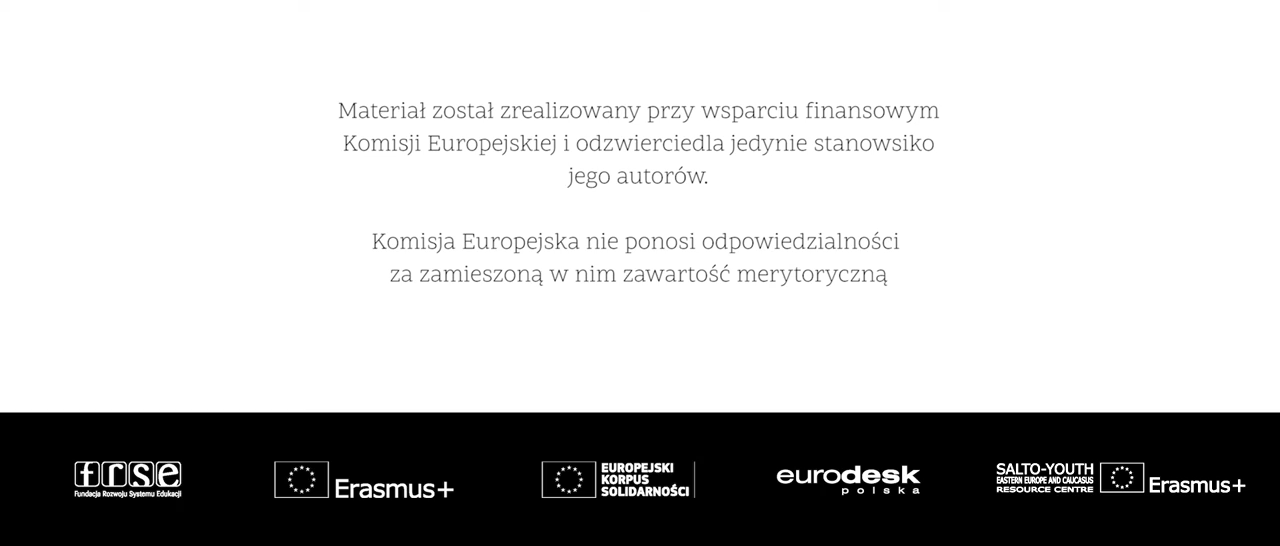 Materiał został zrealizowany przy wsparciu finansowym
Komisji Europejskiej i odzwierciedla jedynie stanowsiko
jego autorów.
Komisja Europejska nie ponosi odpowiedzialności
za zamieszoną w nim zawartość merytoryczną
frse
Fundacja Rozwoju Systemu Edukacji
Erasmus+
EUROPEJSKI
KORPUS
SOLIDARNOŚCI
eurodesk
polska
SALTO-YOUTH
EASTERN EUROPE AND CAUCASUS
RESOURCE CENTRE
Erasmus+